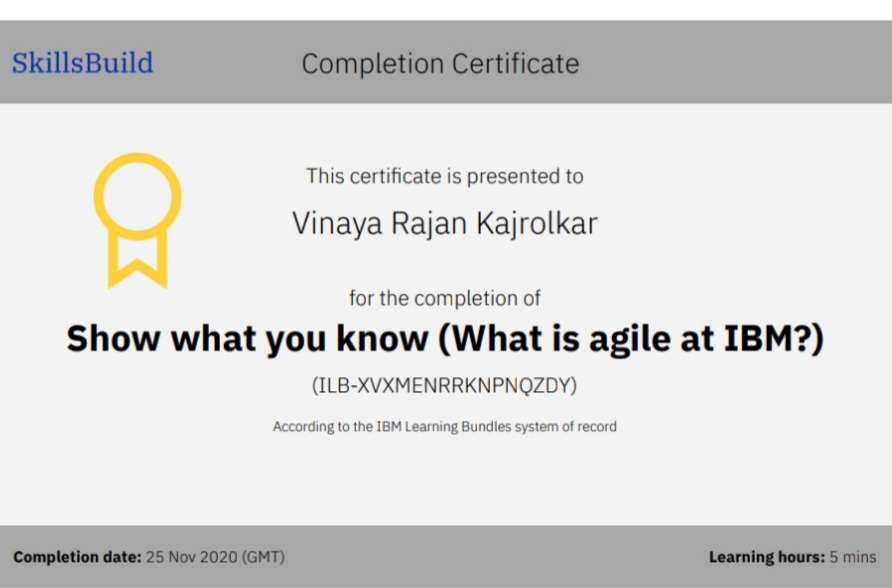 SkillsBuild
Completion Certificate
This certificate is presented to
Vinaya Rajan Kajrolkar
for the completion of
Show what you know (What is agile at IBM?)
(ILB-XVXMENRRKNPNQZDY)
According to the IBM Learning Bundles system of record
Completion date: 25 Nov 2020 (GMT)
Learning hours: 5 mins